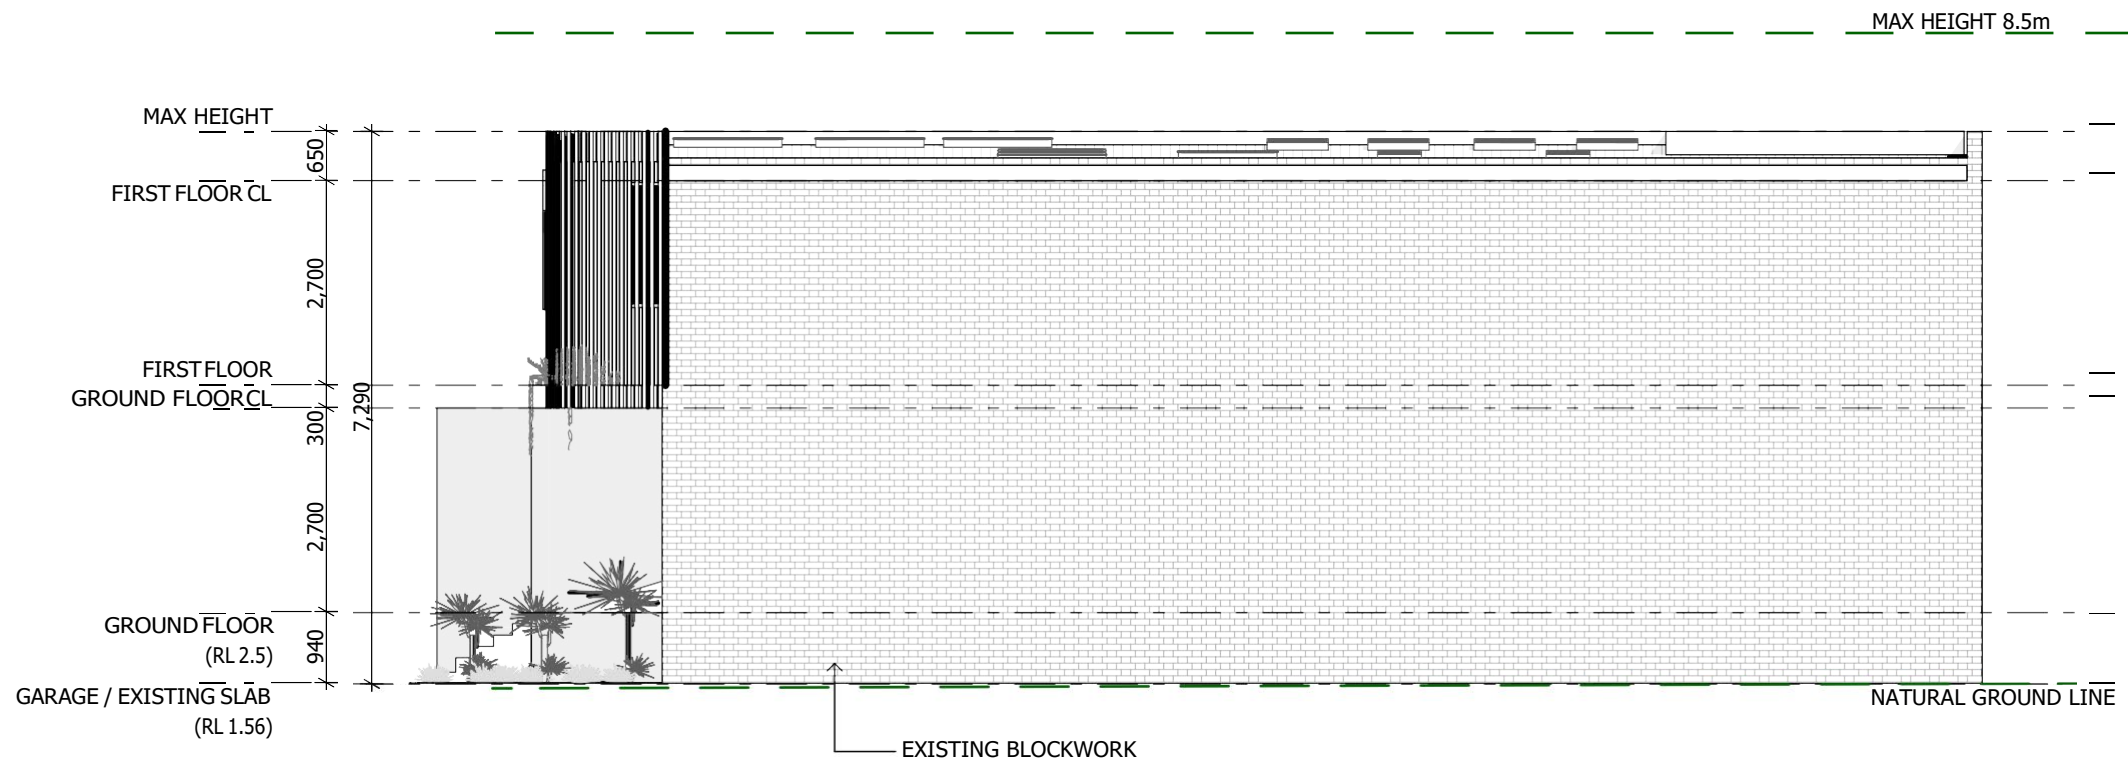 MAX HEIGHT 8.5m
MAX HEIGHT
650
FIRST FLOOR CL
2,700
FIRST FLOOR
GROUND FLOOR CL
300
7,290
2,700
GROUND FLOOR
(RL 2.5)
940
GARAGE / EXISTING SLAB
(RL 1.56)
NATURAL GROUND LINE
EXISTING BLOCKWORK